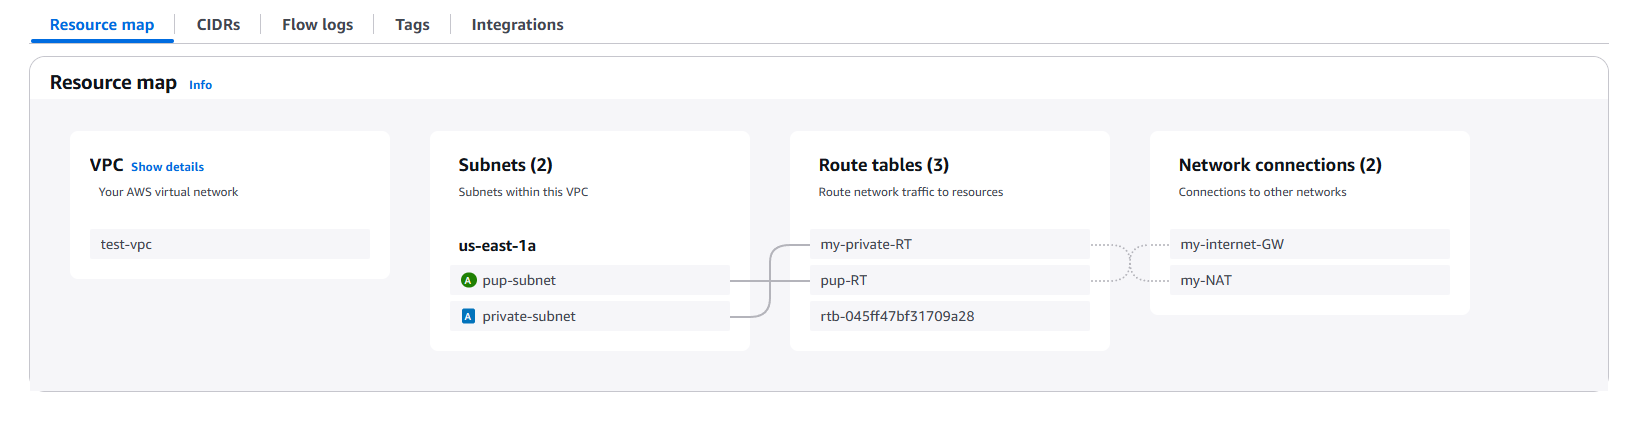 Resource map
CIDRs
Flow logs
Tags
Integrations
Resource map Info
VPC Show details
Your AWS virtual network
test-vpc
Subnets (2)
Subnets within this VPC
us-east-1a
A pup-subnet
A private-subnet
Route tables (3)
Route network traffic to resources
my-private-RT
pup-RT
rtb-045ff47bf31709a28
Network connections (2)
Connections to other networks
my-internet-GW
my-NAT